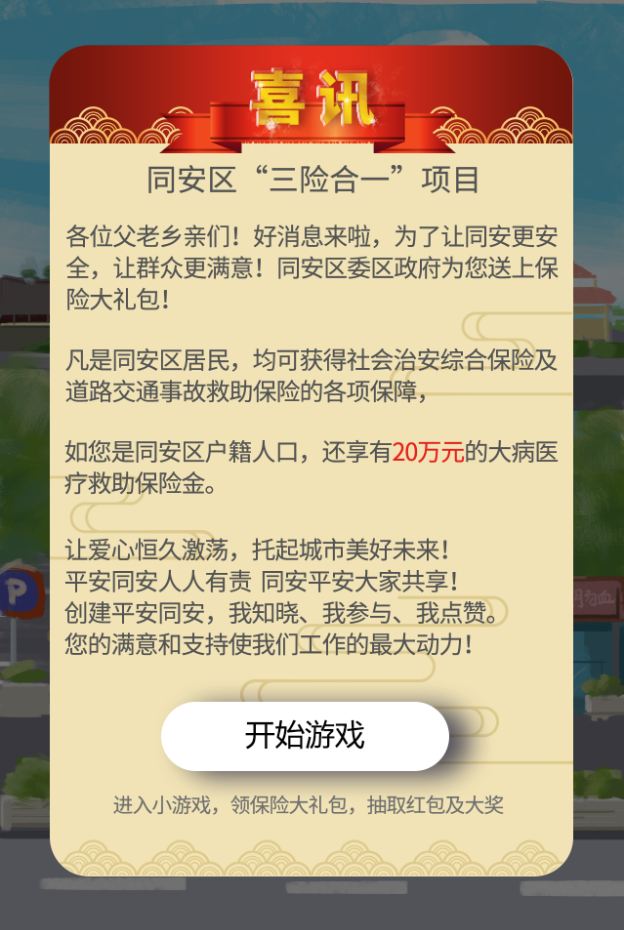 喜讯
同安区“三险合一”项目
各位父老乡亲们！好消息来啦，为了让同安更安
全，让群众更满意！同安区委区政府为您送上保
险大礼包！
凡是同安区居民，均可获得社会治安综合保险及
道路交通事故救助保险的各项保障，
如您是同安区户籍人口，还享有20万元的大病医
疗救助保险金。
让爱心恒久激荡，托起城市美好未来！
平安同安人人有责 同安平安大家共享！
创建平安同安，我知晓、我参与、我点赞。
您的满意和支持使我们工作的最大动力！
P
开始游戏
进入小游戏，领保险大礼包，抽取红包及大奖